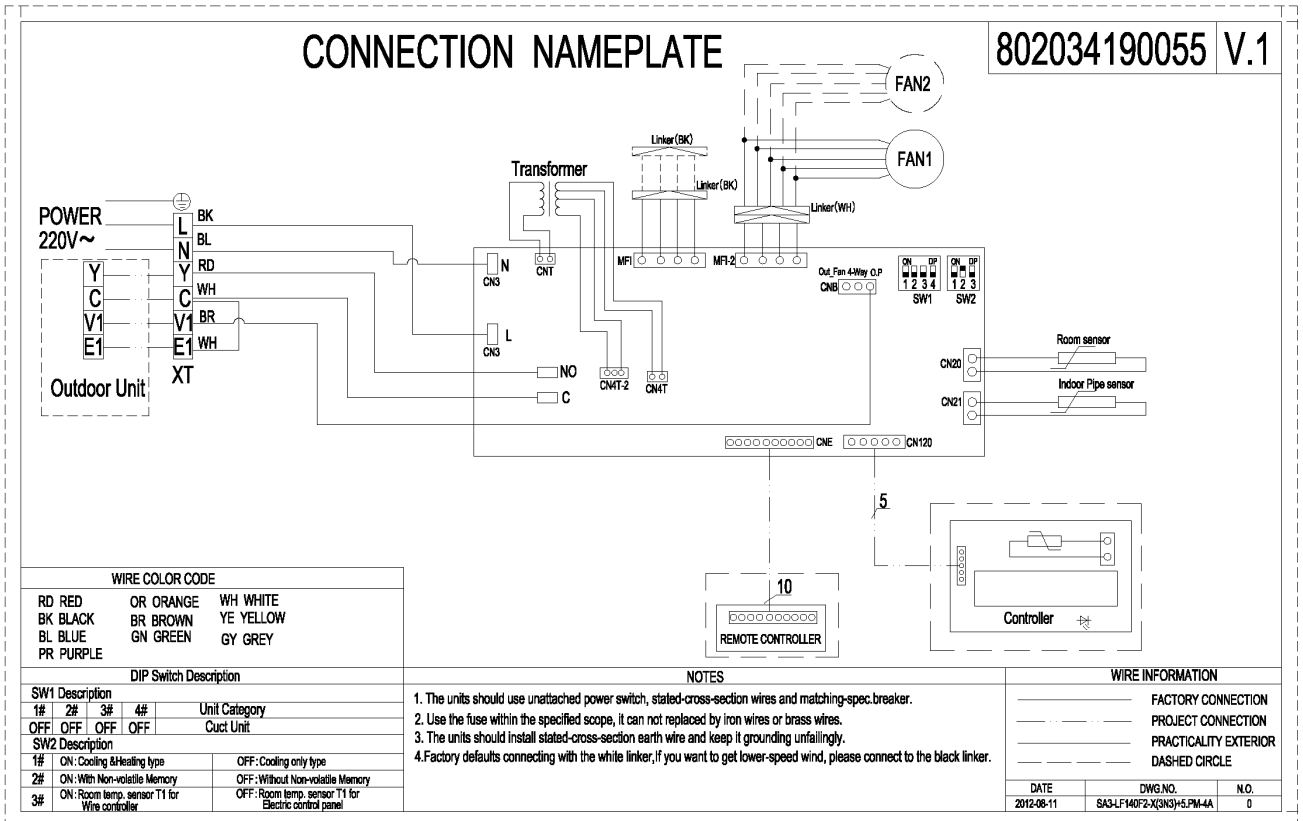 CONNECTION NAMEPLATE
802034190055 V.1
FAN2
FAN1
Linker(BK)
Linker(BK)
Linker(WH)
Transformer
POWER
220V~
L BK
N BL
Y Y RD
C C WH
V1 V1 BR
E1 E1 WH
Outdoor Unit
XT
N
CN3
L
CN3
NO
C
CNT
CN4T-2
CN4T
MFI
MFI-2
Out_Fan 4-Way O.P
CNB
ON DP
1 2 3 4
SW1
ON DP
1 2 3
SW2
CN20
Room sensor
CN21
Indoor Pipe sensor
CNE
CN120
5
10
REMOTE CONTROLLER
Controller
WIRE COLOR CODE
RD RED OR ORANGE WH WHITE
BK BLACK BR BROWN YE YELLOW
BL BLUE GN GREEN GY GREY
PR PURPLE
DIP Switch Description
SW1 Description
1# 2# 3# 4# Unit Category
OFF OFF OFF OFF Cuct Unit
SW2 Description
1# ON: Cooling &Heating type OFF: Cooling only type
2# ON: With Non-volatile Memory OFF: Without Non-volatile Memory
3# ON: Room temp. sensor T1 for Wire controller OFF: Room temp. sensor T1 for Electric control panel
NOTES
1. The units should use unattached power switch, stated-cross-section wires and matching-spec.breaker.
2. Use the fuse within the specified scope, it can not replaced by iron wires or brass wires.
3. The units should install stated-cross-section earth wire and keep it grounding unfailingly.
4.Factory defaults connecting with the white linker,if you want to get lower-speed wind, please connect to the black linker.
WIRE INFORMATION
FACTORY CONNECTION
PROJECT CONNECTION
PRACTICALITY EXTERIOR
DASHED CIRCLE
DATE DWG.NO. N.O.
2012-08-11 SA3-LF140F2-X(3N3)+5.PM-4A 0